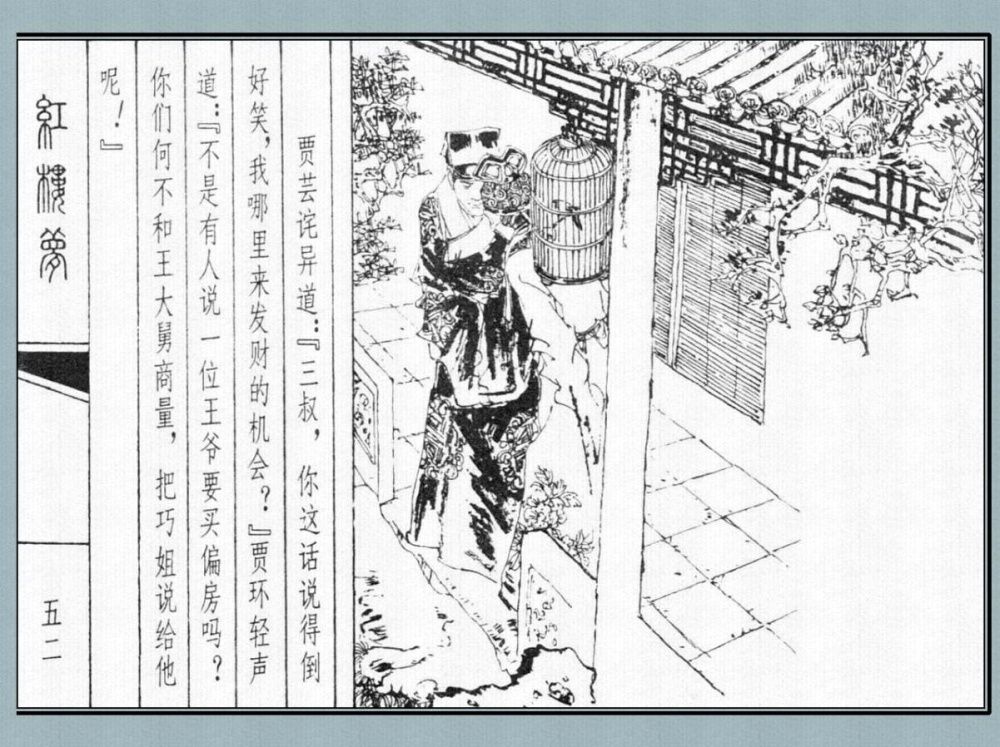 贾芸诧异道：『三叔，你这话说得倒
好笑，我哪里来发财的机会？』贾环轻声
道：『不是有人说一位王爷要买偏房吗？
你们何不和王大舅商量，把巧姐说给他
呢！』
紅樓夢
五二